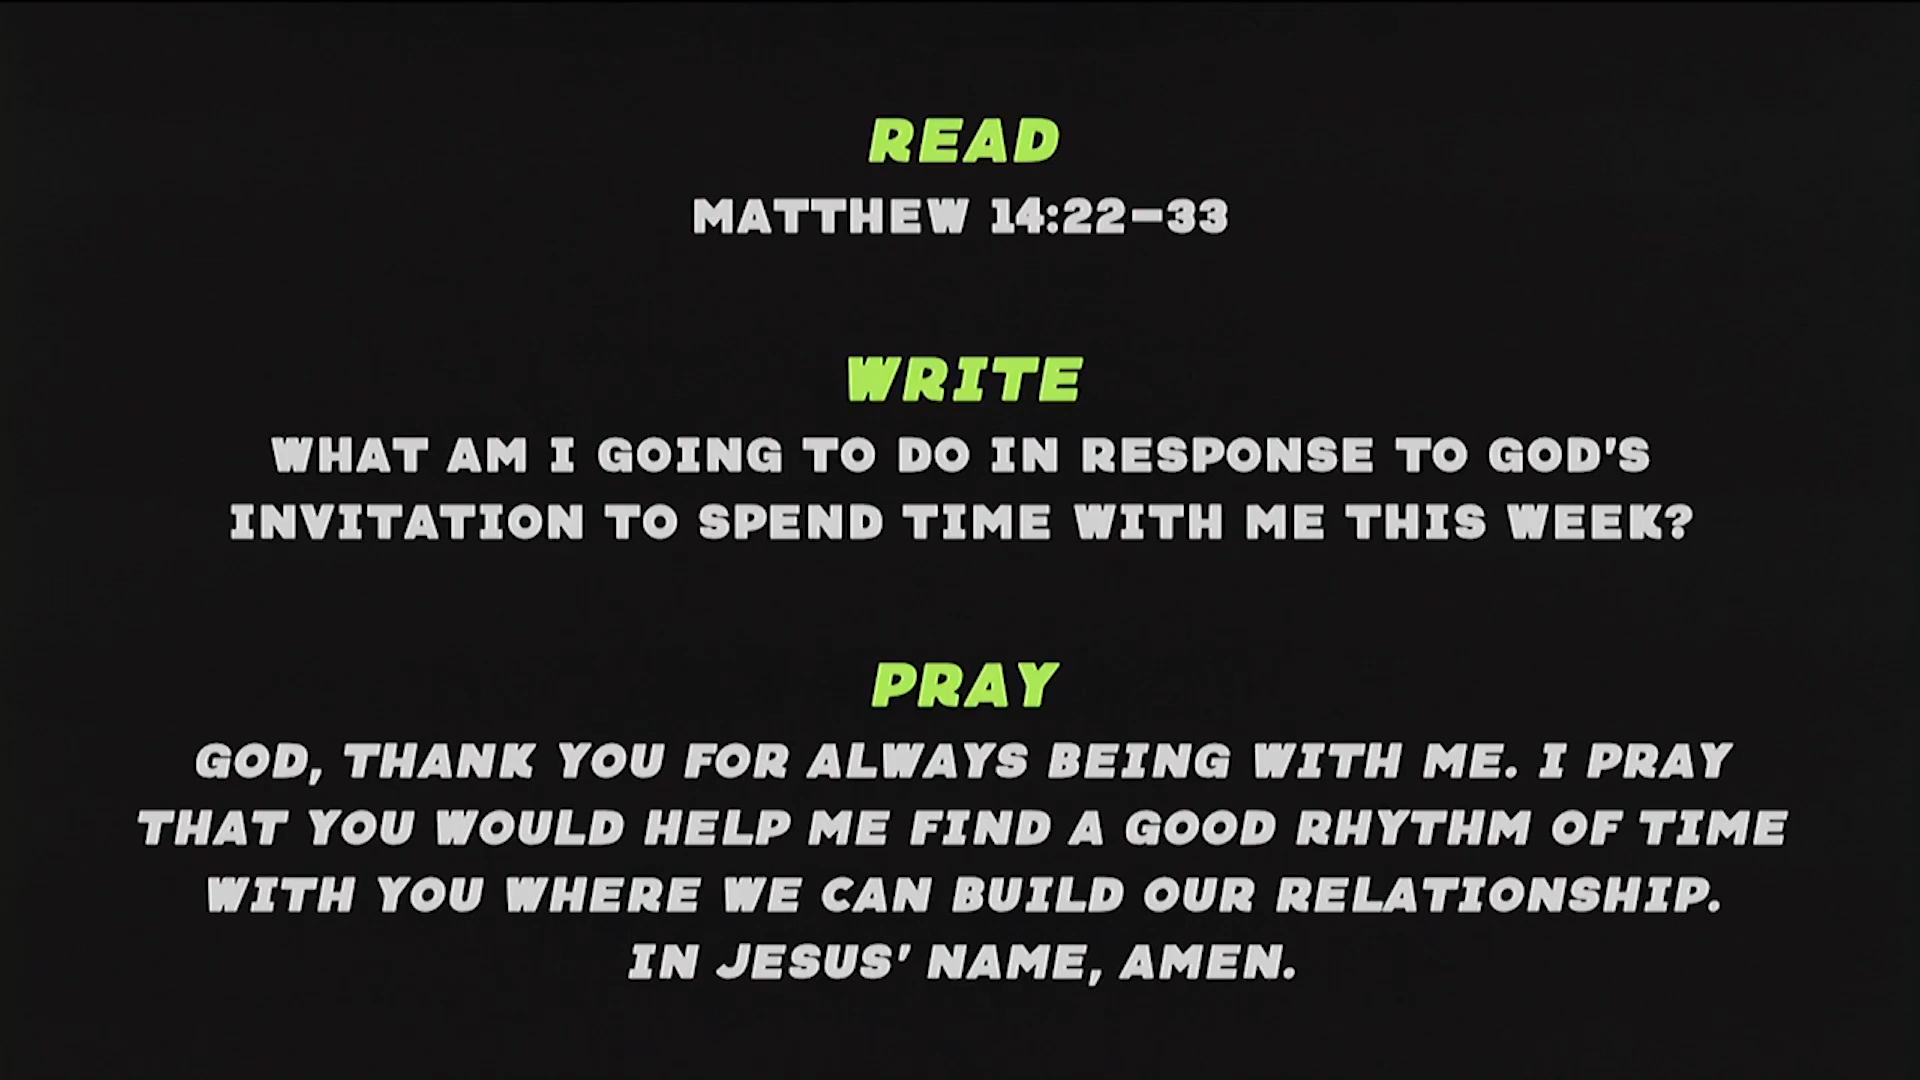 READ
MATTHEW 14:22–33
WRITE
WHAT AM I GOING TO DO IN RESPONSE TO GOD'S
INVITATION TO SPEND TIME WITH ME THIS WEEK?
PRAY
GOD, THANK YOU FOR ALWAYS BEING WITH ME. I PRAY
THAT YOU WOULD HELP ME FIND A GOOD RHYTHM OF TIME
WITH YOU WHERE WE CAN BUILD OUR RELATIONSHIP.
IN JESUS' NAME, AMEN.